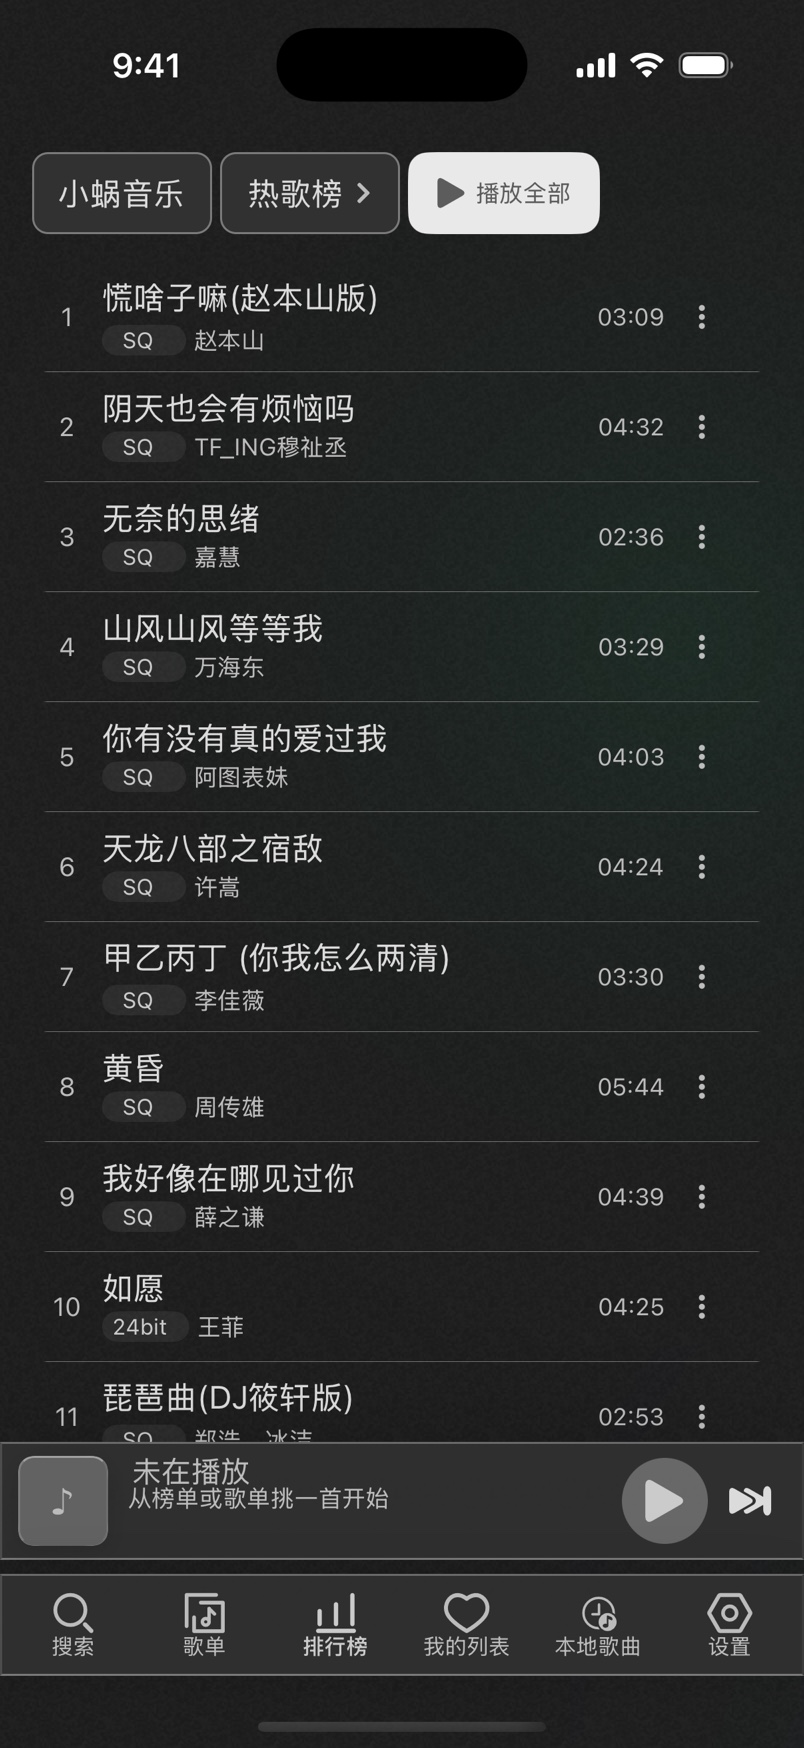 9:41
小蜗音乐
热歌榜
播放全部
1
慌啥子嘛(赵本山版)
SQ 赵本山
03:09
2
阴天也会有烦恼吗
SQ TF_ING穆祉丞
04:32
3
无奈的思绪
SQ 嘉慧
02:36
4
山风山风等等我
SQ 万海东
03:29
5
你有没有真的爱过我
SQ 阿图表妹
04:03
6
天龙八部之宿敌
SQ 许嵩
04:24
7
甲乙丙丁 (你我怎么两清)
SQ 李佳薇
03:30
8
黄昏
SQ 周传雄
05:44
9
我好像在哪见过你
SQ 薛之谦
04:39
10
如愿
24bit 王菲
04:25
11
琵琶曲(DJ筱轩版)
SQ 郑浩、冰洁
02:53
未在播放
从榜单或歌单挑一首开始
搜索
歌单
排行榜
我的列表
本地歌曲
设置